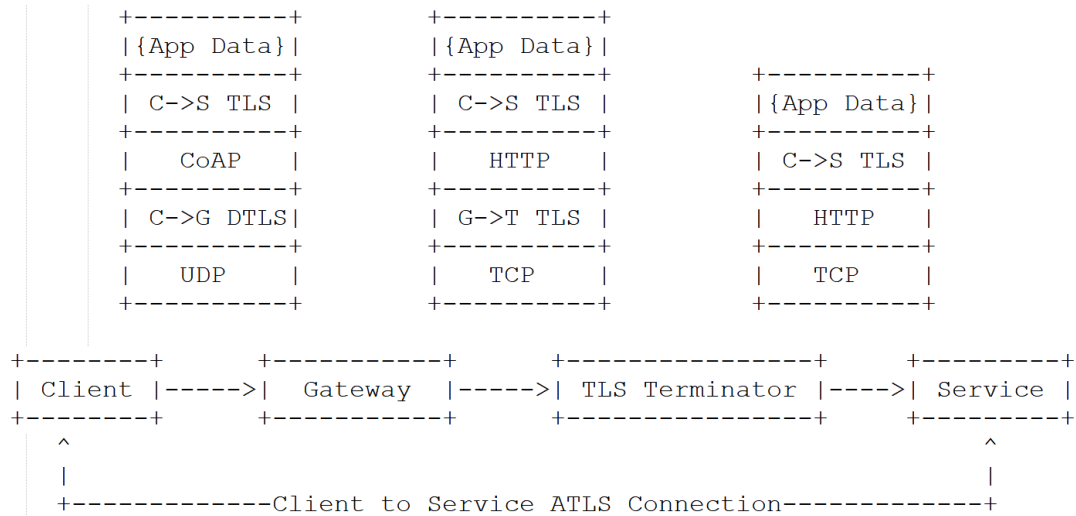 +----------+        +----------+
|{App Data}|        |{App Data}|
+----------+        +----------+        +----------+
| C->S TLS |        | C->S TLS |        |{App Data}|
+----------+        +----------+        +----------+
|   CoAP   |        |   HTTP   |        | C->S TLS |
+----------+        +----------+        +----------+
| C->G DTLS|        | G->T TLS |        |   HTTP   |
+----------+        +----------+        +----------+
|   UDP    |        |   TCP    |        |   TCP    |
+----------+        +----------+        +----------+
+--------+      +-----------+      +----------------+     +---------+
| Client |----->|  Gateway  |----->| TLS Terminator |---->| Service |
+--------+      +-----------+      +----------------+     +---------+
   ^                                                           ^
   |                                                           |
   +-------------Client to Service ATLS Connection-------------+